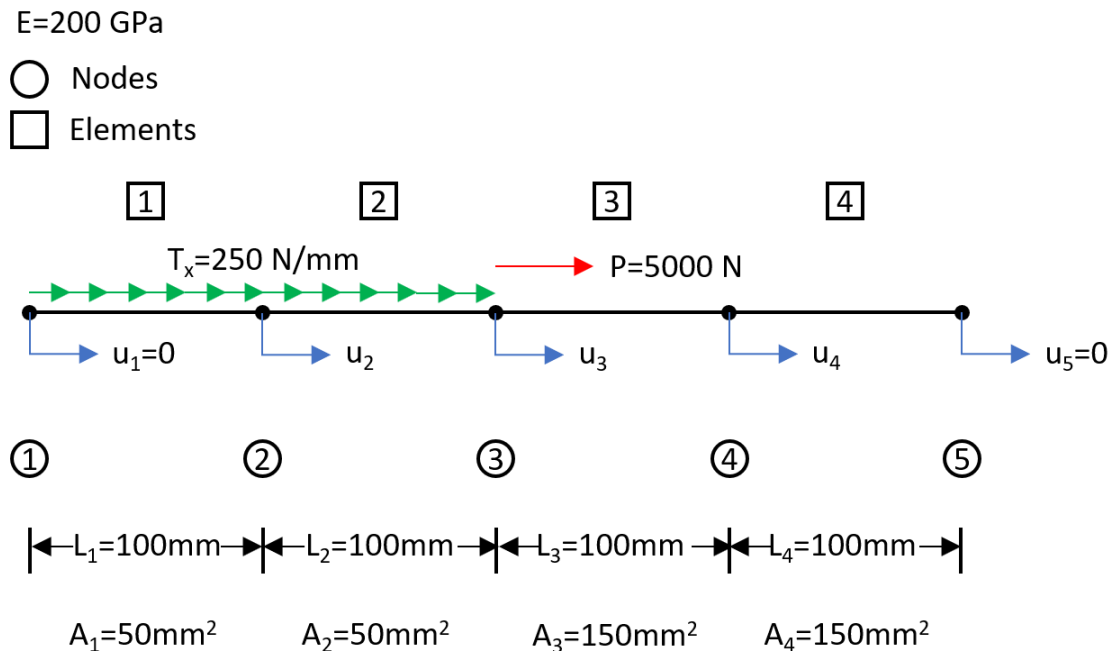 E=200 GPa
Nodes
Elements
1 2 3 4
Tₓ=250 N/mm P=5000 N
u₁=0 u₂ u₃ u₄ u₅=0
1 2 3 4 5
L₁=100mm L₂=100mm L₃=100mm L₄=100mm
A₁=50mm² A₂=50mm² A₃=150mm² A₄=150mm²